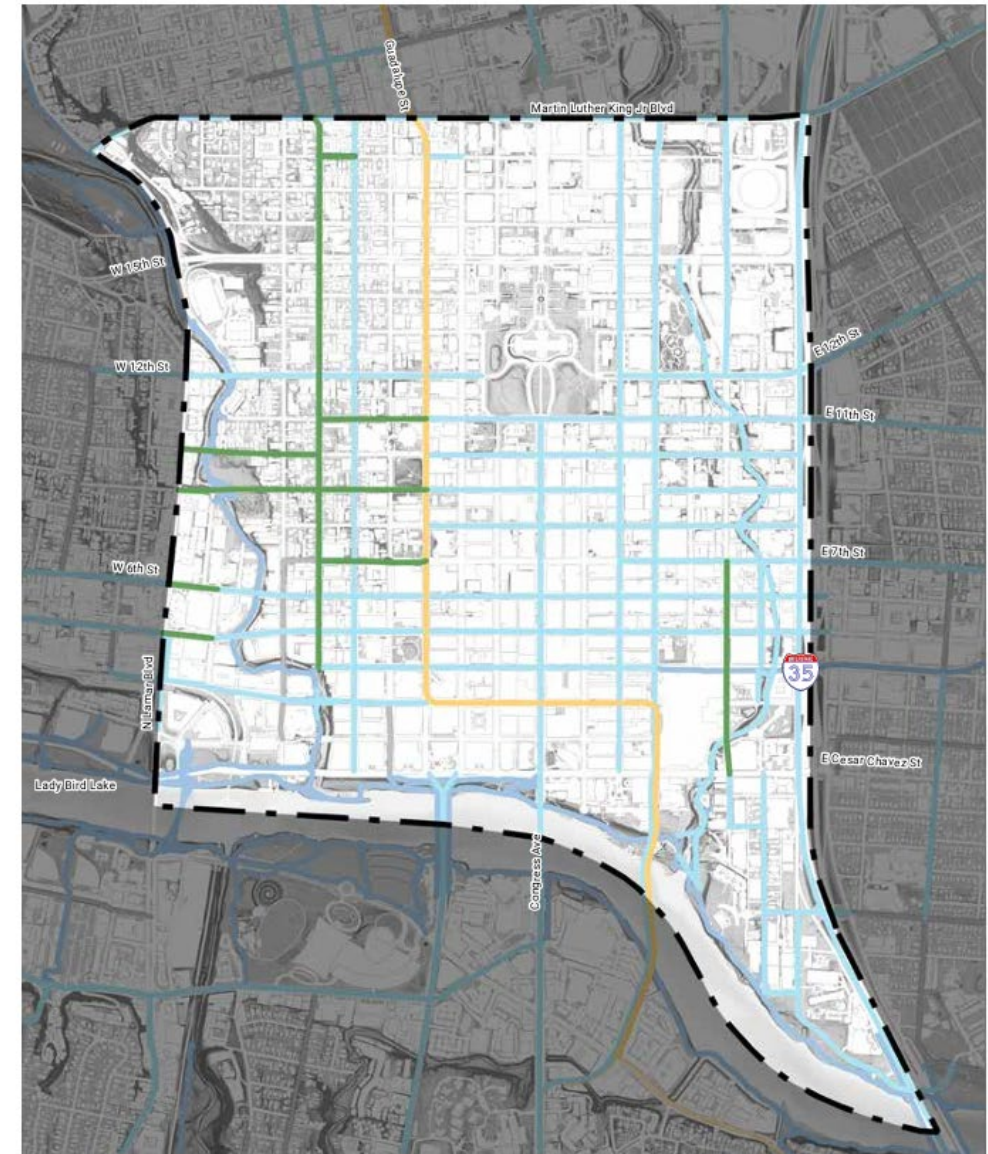 Guadalupe St
Martin Luther King Jr Blvd
W 15th St
E 12th St
W 12th St
E 11th St
E 7th St
W 6th St
35
N Lamar Blvd
E Cesar Chavez St
Lady Bird Lake
Congress Ave